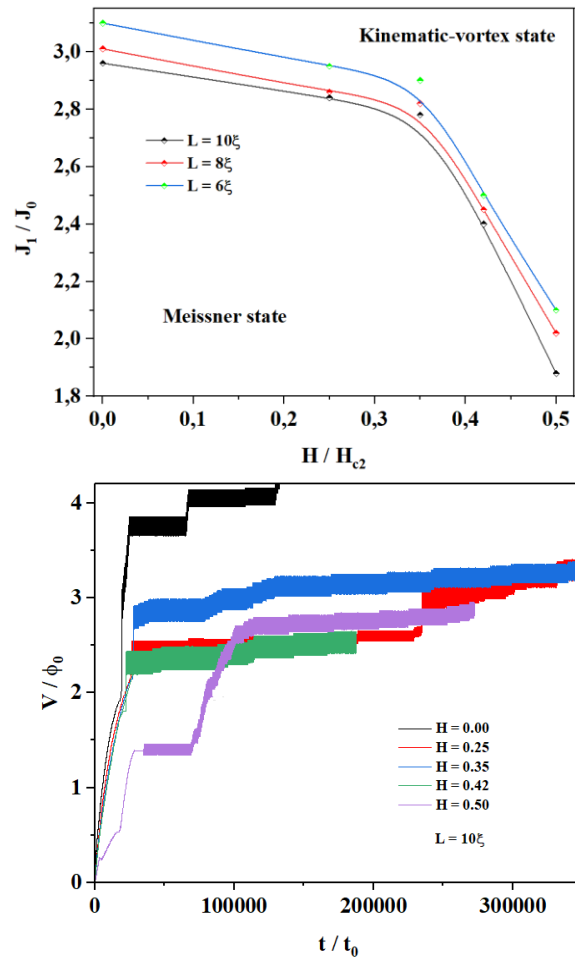 Kinematic-vortex state
3,0
2,8
2,6
2,4
2,2
2,0
1,8
J1 / J0
L = 10ξ
L = 8ξ
L = 6ξ
Meissner state
0,0 0,1 0,2 0,3 0,4 0,5
H / Hc2
4
3
2
1
0
V / ϕ0
H = 0.00
H = 0.25
H = 0.35
H = 0.42
H = 0.50
L = 10ξ
0 100000 200000 300000
t / t0